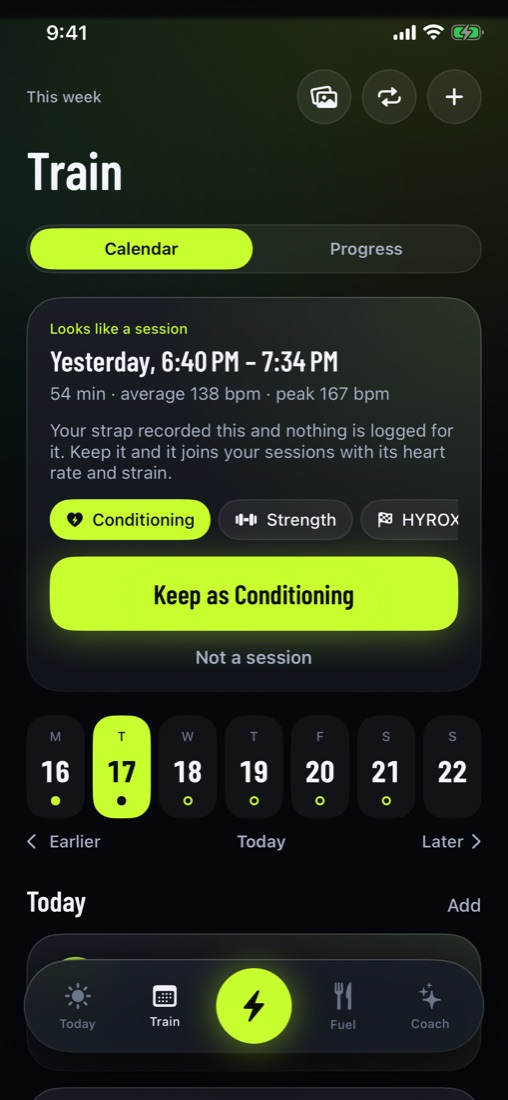 9:41
This week
Train
Calendar
Progress
Looks like a session
Yesterday, 6:40 PM – 7:34 PM
54 min · average 138 bpm · peak 167 bpm
Your strap recorded this and nothing is logged for
it. Keep it and it joins your sessions with its heart
rate and strain.
Conditioning
Strength
HYROX
Keep as Conditioning
Not a session
M T W T F S S
16 17 18 19 20 21 22
Earlier
Today
Later
Today
Add
Today
Train
Fuel
Coach